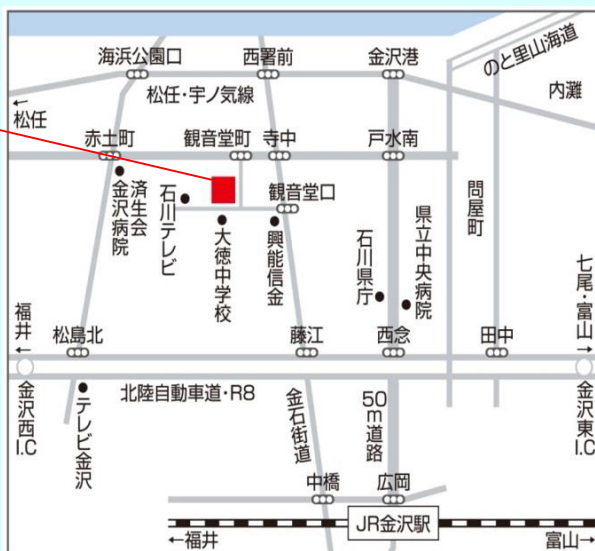 海浜公園口
西署前
金沢港
のと里山海道
内灘
松任・宇ノ気線
←松任
赤土町
観音堂町
寺中
戸水南
済生会
金沢病院
石川テレビ
大徳中学校
観音堂口
興能信金
石川県庁
県立中央病院
問屋町
七尾・富山→
福井←
松島北
藤江
西念
田中
金沢西I.C
テレビ金沢
北陸自動車道・R8
金石街道
50m道路
金沢東I.C
中橋
広岡
JR金沢駅
←福井
富山→